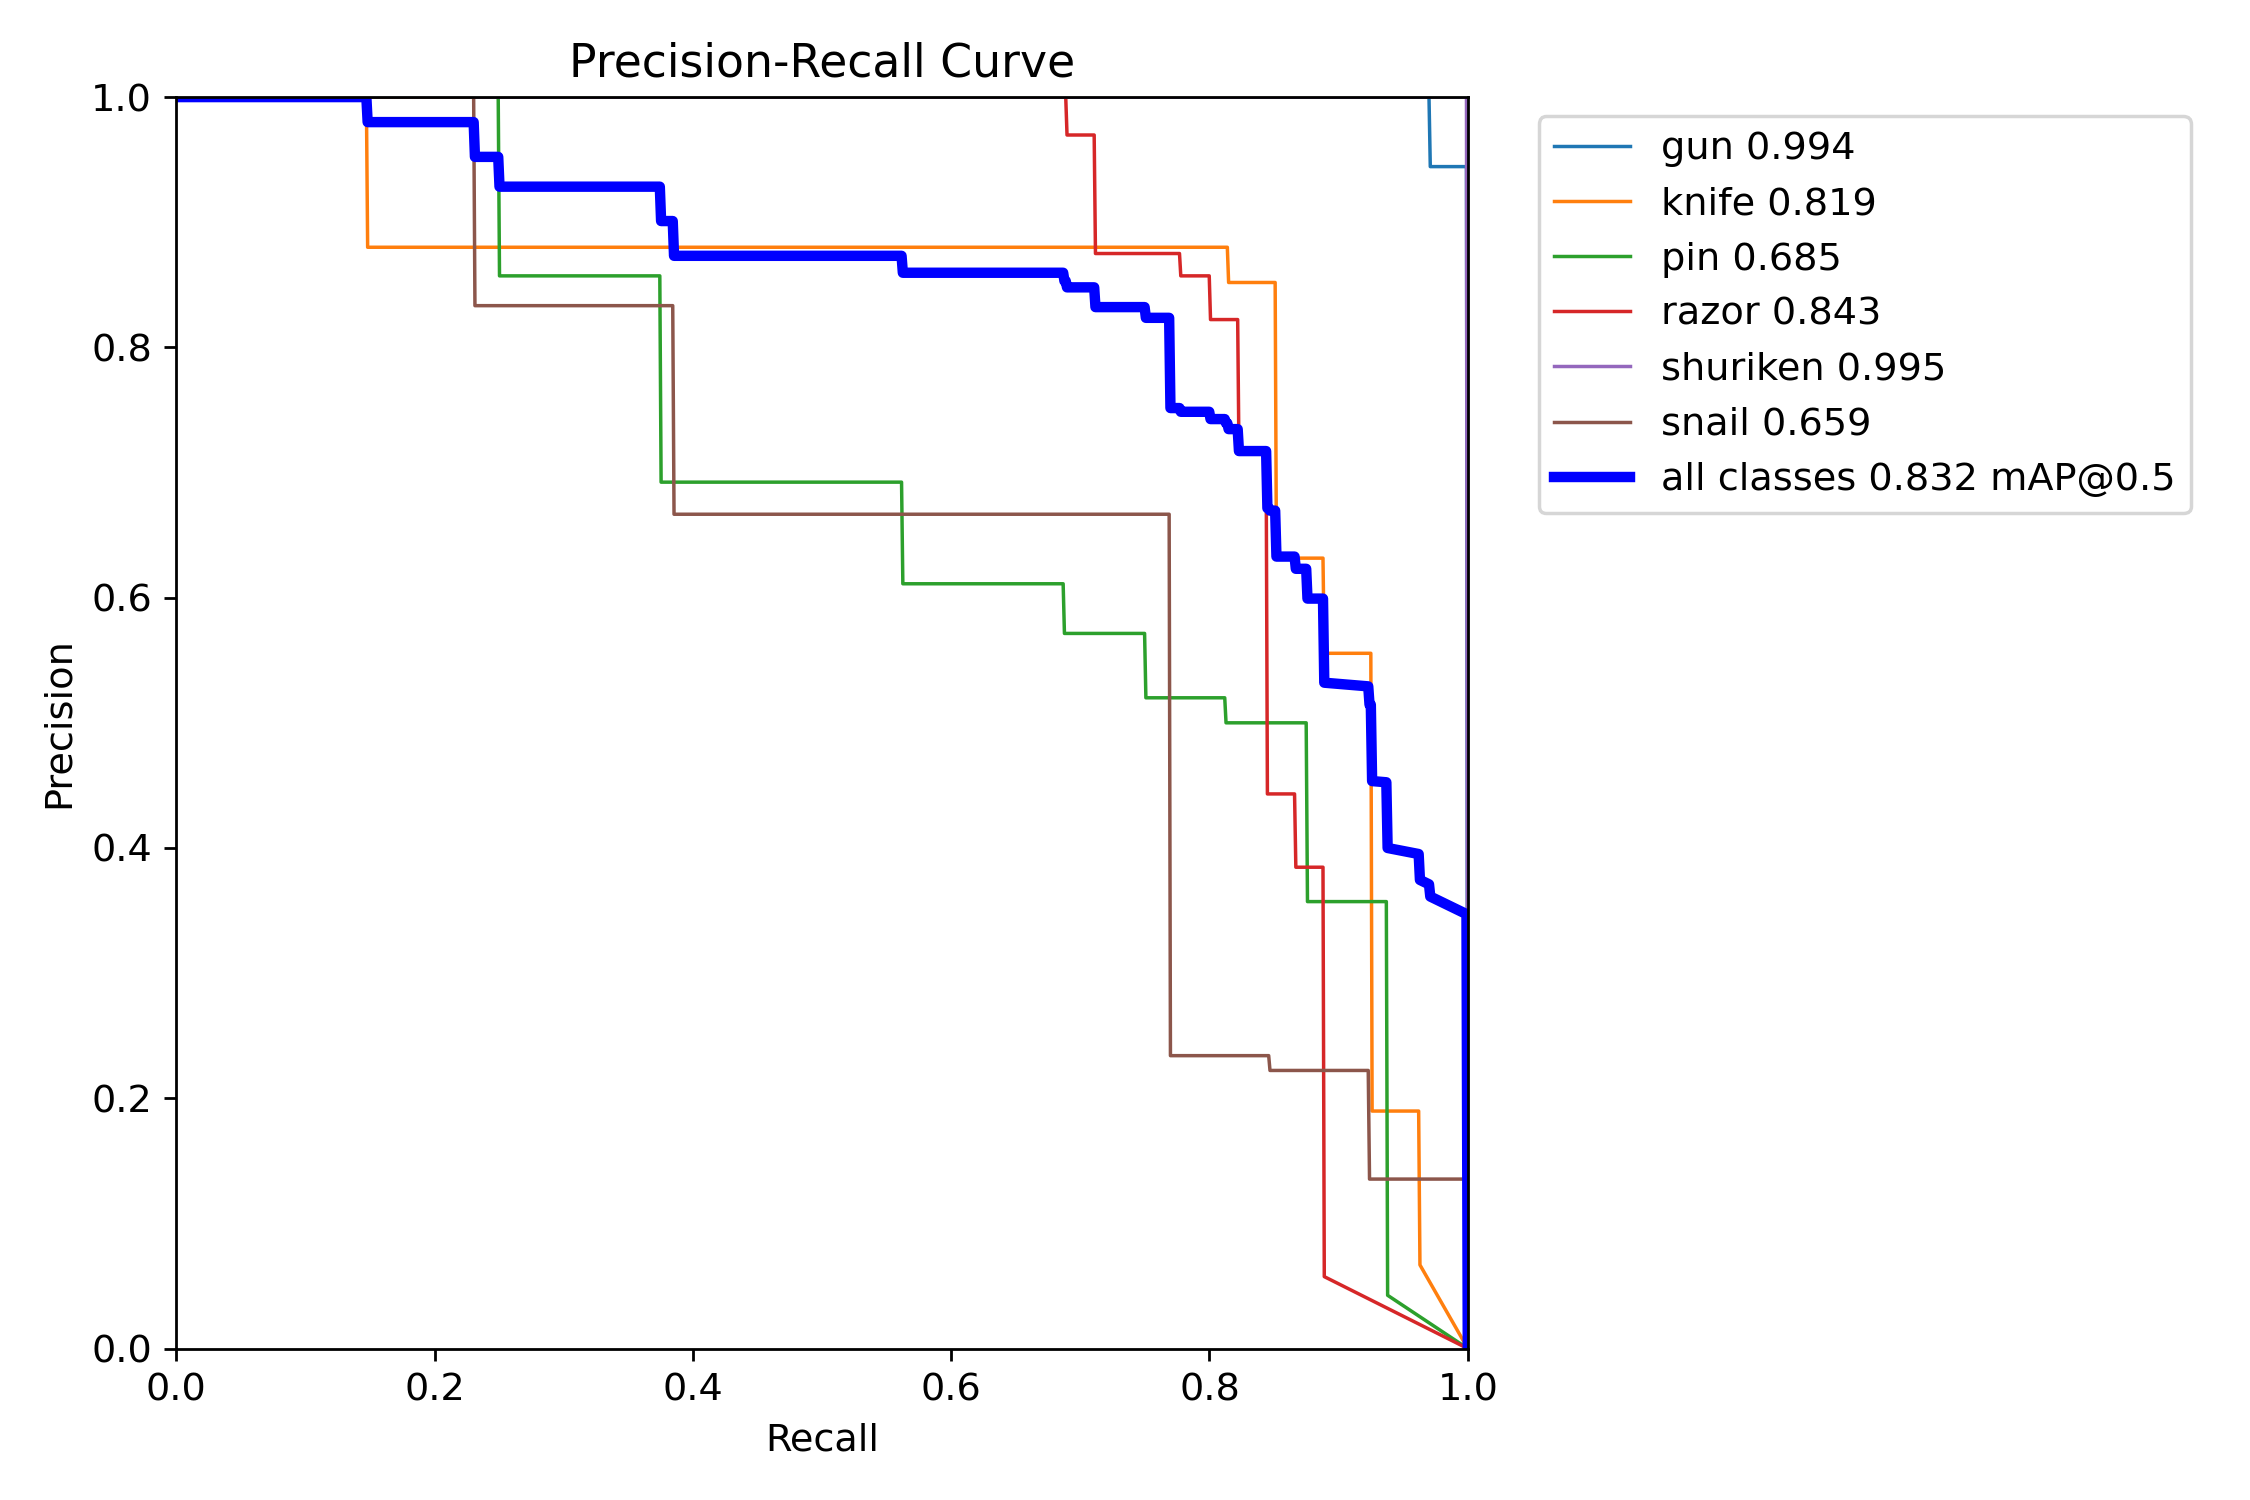 Precision-Recall Curve
1.0
0.8
0.6
0.4
0.2
0.0
Precision
0.0 0.2 0.4 0.6 0.8 1.0
Recall
gun 0.994
knife 0.819
pin 0.685
razor 0.843
shuriken 0.995
snail 0.659
all classes 0.832 mAP@0.5